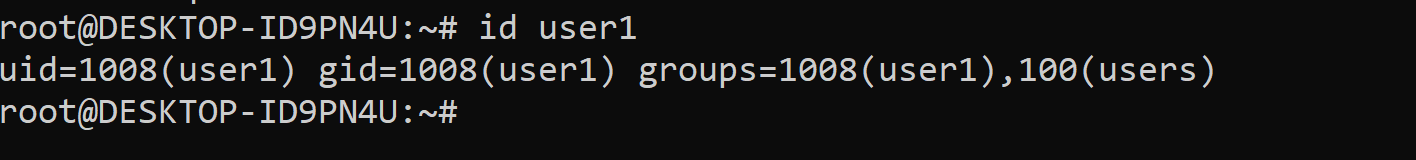 root@DESKTOP-ID9PN4U:~# id user1
uid=1008(user1) gid=1008(user1) groups=1008(user1),100(users)
root@DESKTOP-ID9PN4U:~#